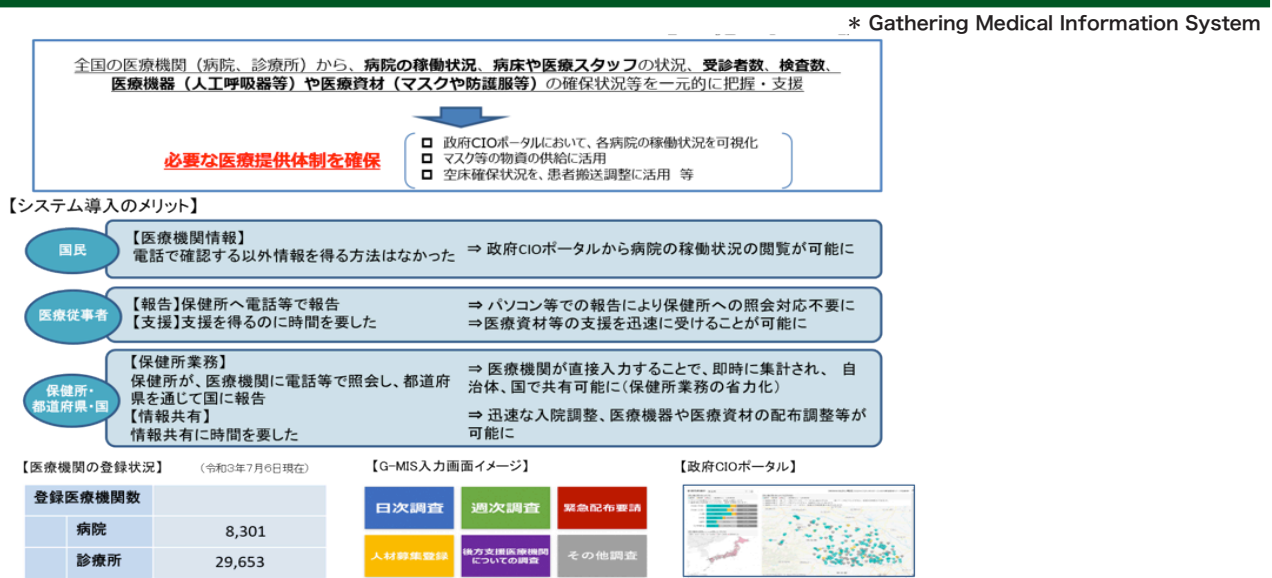 * Gathering Medical Information System
全国の医療機関（病院、診療所）から、病院の稼働状況、病床や医療スタッフの状況、受診者数、検査数、
医療機器（人工呼吸器等）や医療資材（マスクや防護服等）の確保状況等を一元的に把握・支援
必要な医療提供体制を確保
□ 政府CIOポータルにおいて、各病院の稼働状況を可視化
□ マスク等の物資の供給に活用
□ 空床確保状況を、患者搬送調整に活用 等
【システム導入のメリット】
国民
【医療機関情報】
電話で確認する以外情報を得る方法はなかった
⇒ 政府CIOポータルから病院の稼働状況の閲覧が可能に
医療従事者
【報告】保健所へ電話等で報告
【支援】支援を得るのに時間を要した
⇒ パソコン等での報告により保健所への照会対応不要に
⇒医療資材等の支援を迅速に受けることが可能に
保健所・
都道府県・国
【保健所業務】
保健所が、医療機関に電話等で照会し、都道府
県を通じて国に報告
【情報共有】
情報共有に時間を要した
⇒ 医療機関が直接入力することで、即時に集計され、 自
治体、国で共有可能に（保健所業務の省力化）
⇒ 迅速な入院調整、医療機器や医療資材の配布調整等が
可能に
【医療機関の登録状況】 （令和3年7月6日現在）
登録医療機関数
病院 8,301
診療所 29,653
【G-MIS入力画面イメージ】
日次調査 週次調査 緊急配布要請
人材募集登録
後方支援医療機関
についての調査
その他調査
【政府CIOポータル】